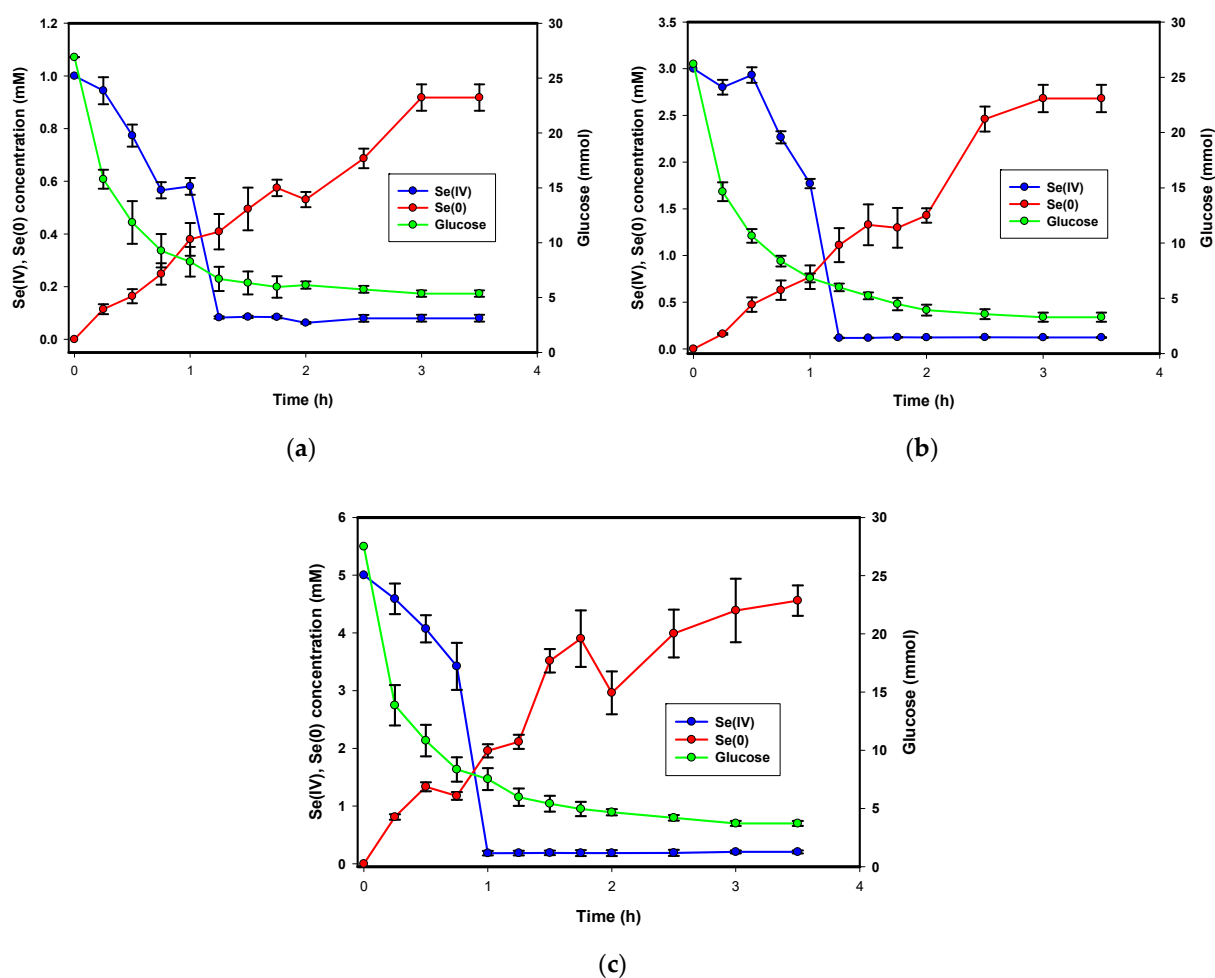 1.2
1.0
0.8
0.6
0.4
0.2
0.0
Se(IV), Se(0) concentration (mM)
30
25
20
15
10
5
0
Glucose (mmol)
Se(IV)
Se(0)
Glucose
0 1 2 3 4
Time (h)
(a)
3.5
3.0
2.5
2.0
1.5
1.0
0.5
0.0
Se(IV), Se(0) concentration (mM)
30
25
20
15
10
5
0
Glucose (mmol)
Se(IV)
Se(0)
Glucose
0 1 2 3 4
Time (h)
(b)
6
5
4
3
2
1
0
Se(IV), Se(0) concentration (mM)
30
25
20
15
10
5
0
Glucose (mmol)
Se(IV)
Se(0)
Glucose
0 1 2 3 4
Time (h)
(c)